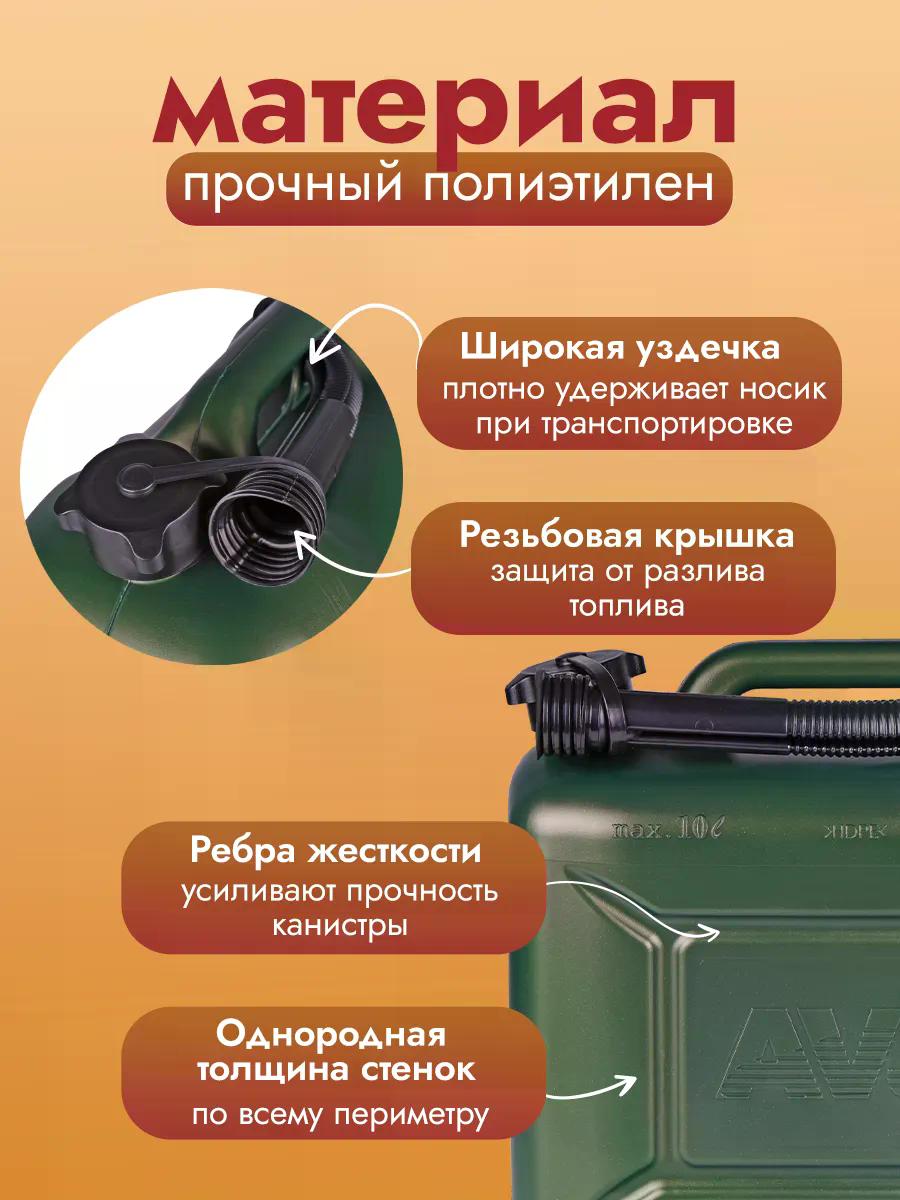 материал
прочный полиэтилен
Широкая уздечка
плотно удерживает носик
при транспортировке
Резьбовая крышка
защита от разлива
топлива
max. 10ℓ
Ребра жесткости
усиливают прочность
канистры
Однородная
толщина стенок
по всему периметру